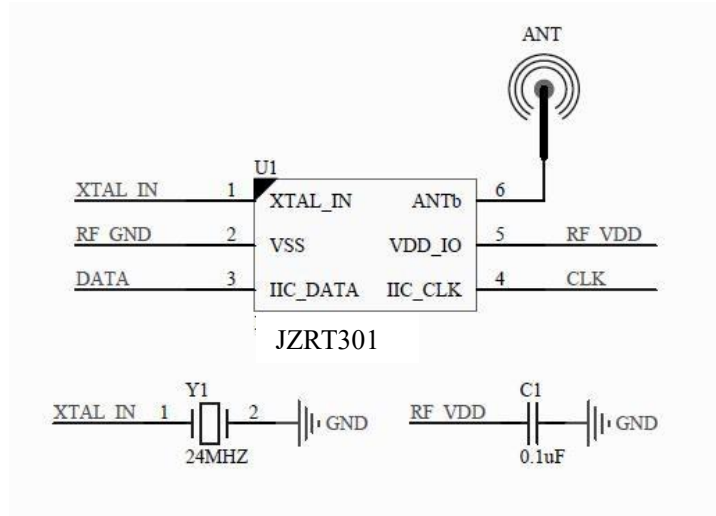 ANT
U1
XTAL_IN 1 XTAL_IN ANTb 6
RF_GND 2 VSS VDD_IO 5 RF_VDD
DATA 3 IIC_DATA IIC_CLK 4 CLK
JZRT301
Y1
XTAL_IN 1 2 GND
24MHZ
C1
RF_VDD GND
0.1uF